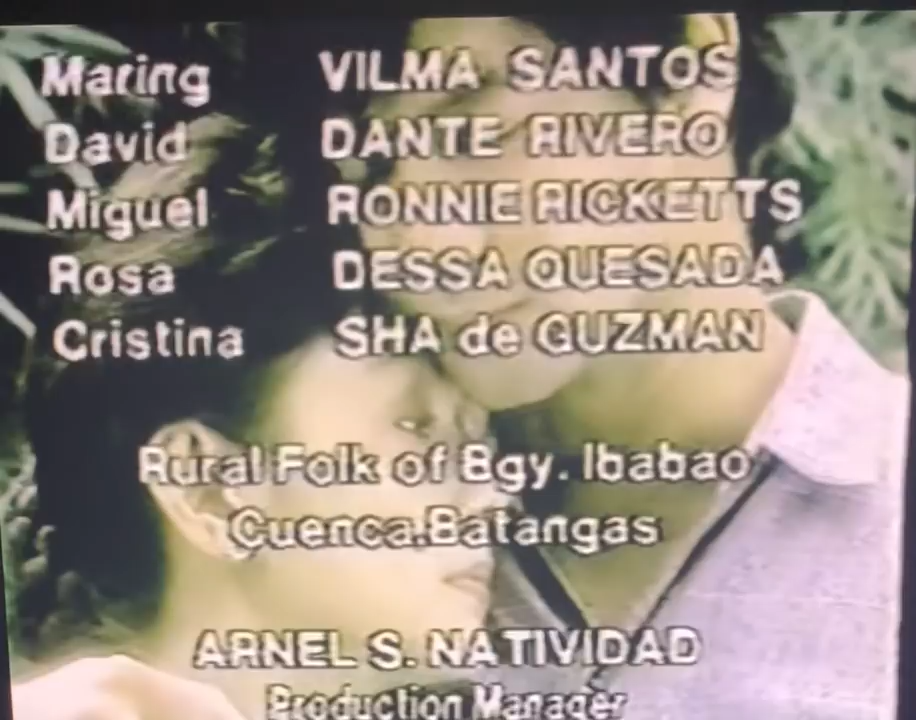 Maring VILMA SANTOS
David DANTE RIVERO
Miguel RONNIE RICKETTS
Rosa DESSA QUESADA
Cristina SHA de GUZMAN
Rural Folk of Bgy. Ibabao
Cuenca.Batangas
ARNEL S. NATIVIDAD
Production Manager